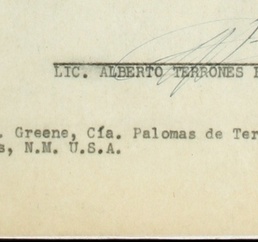 LIC. ALBERTO TERRONES
. Greene, Cía. Palomas de Ter
s, N.M. U.S.A.